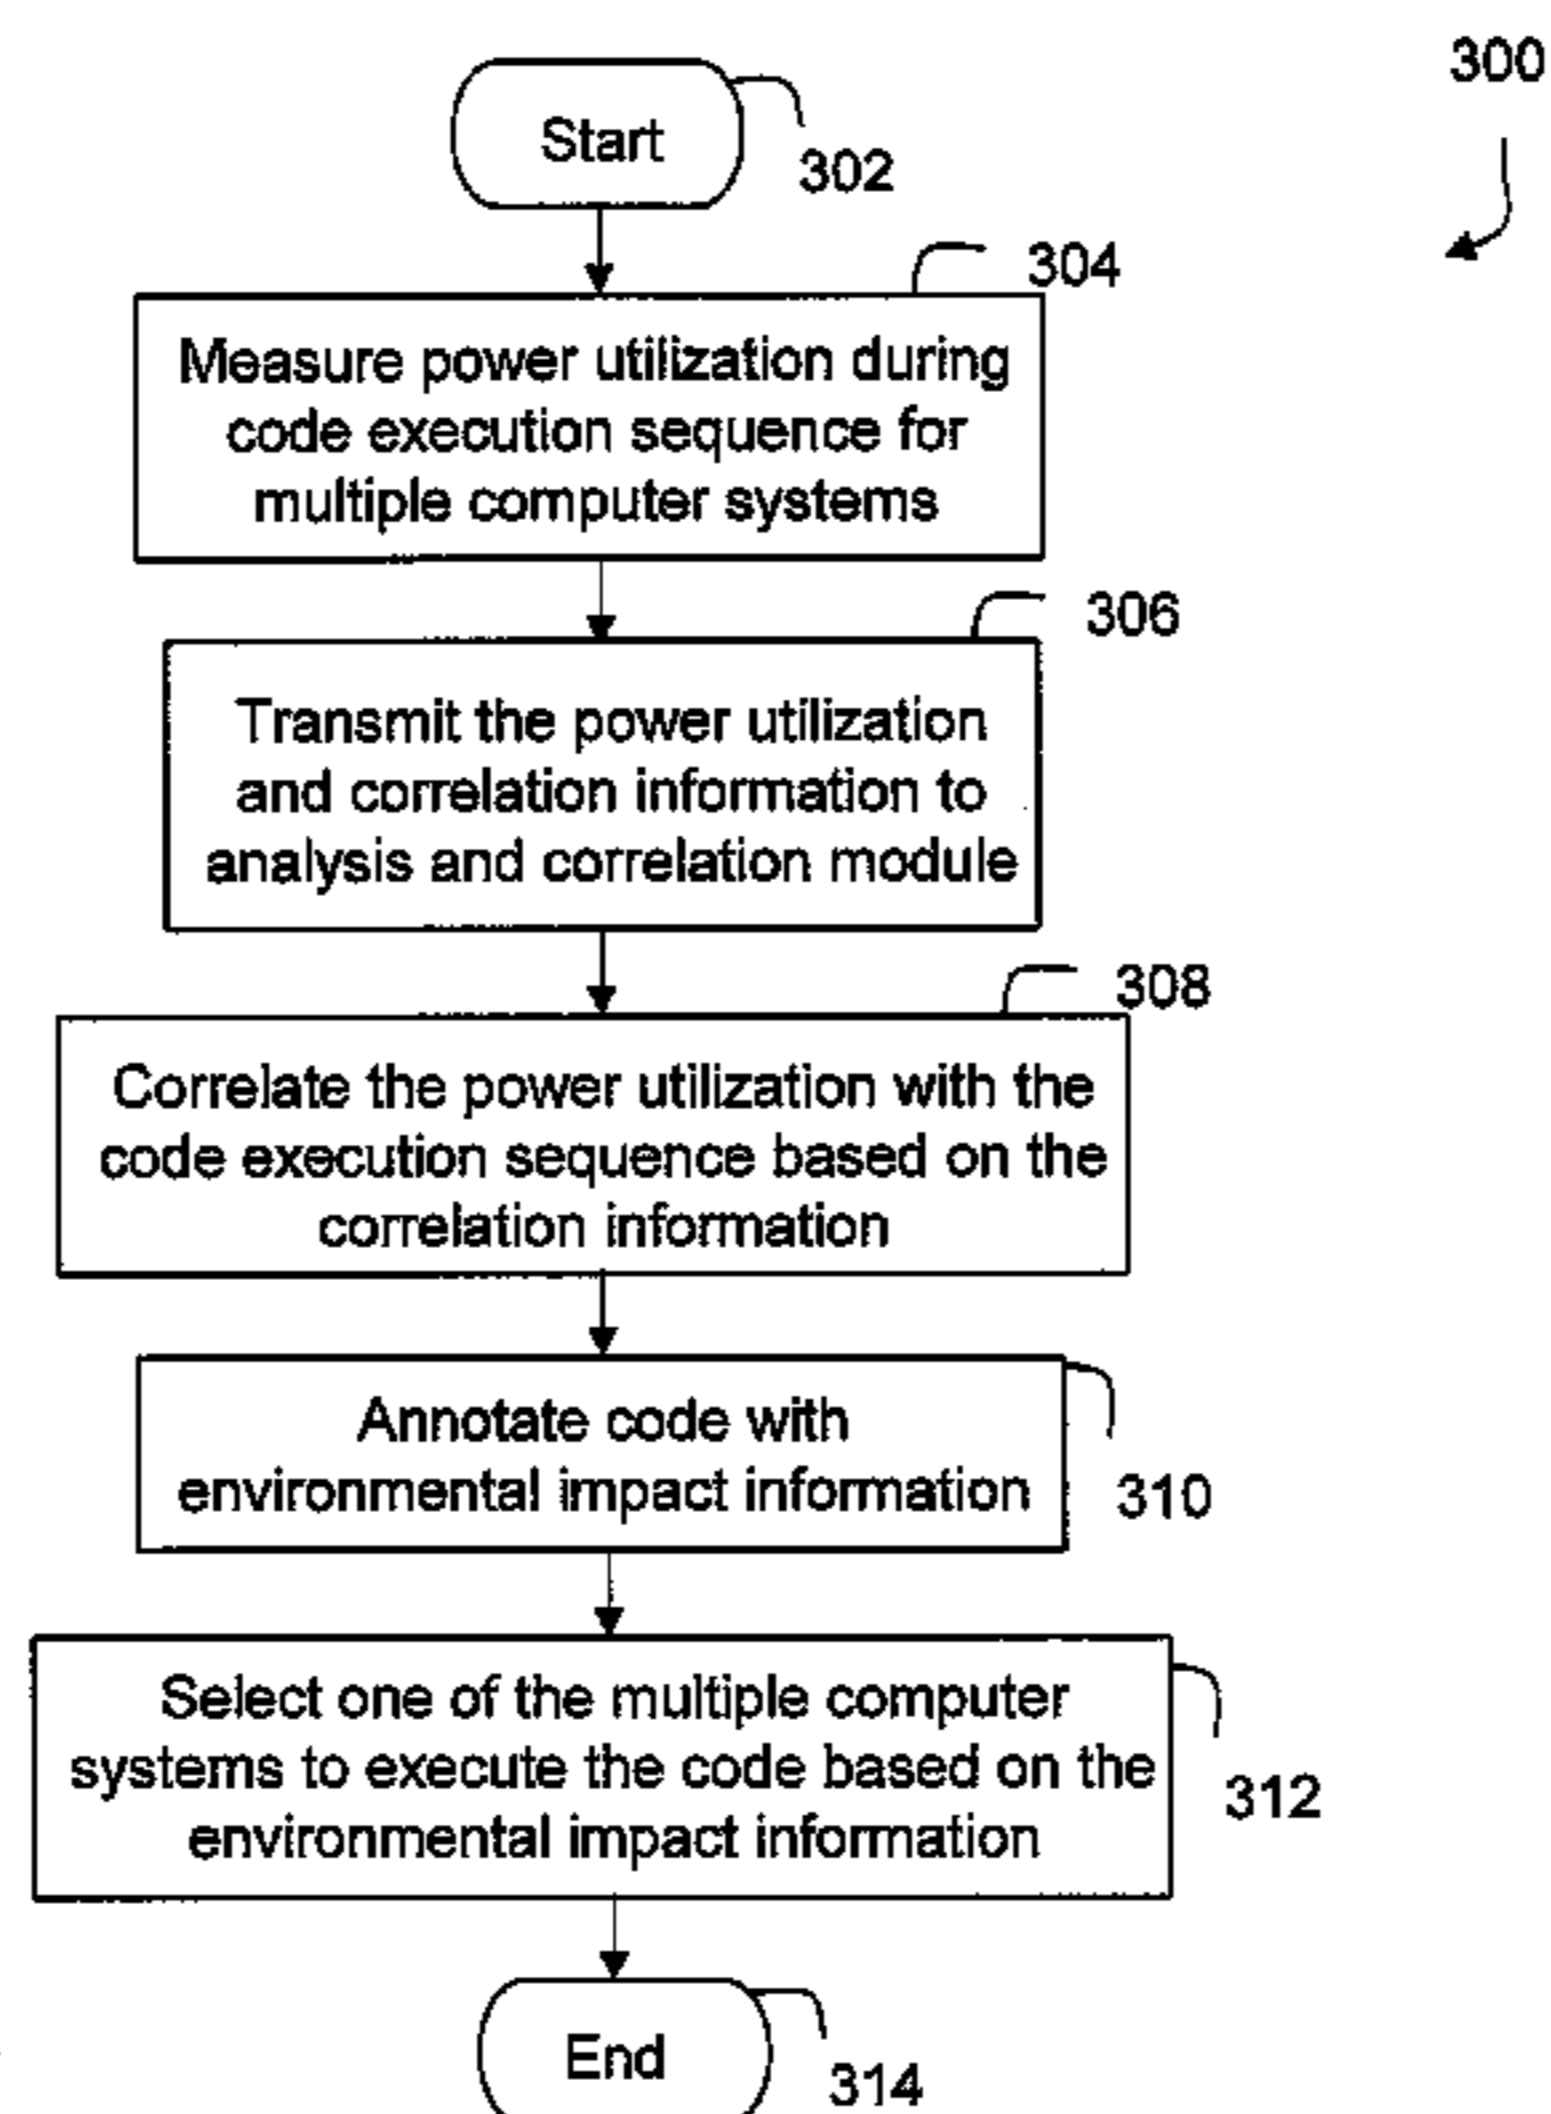 300
Start
302
304
Measure power utilization during
code execution sequence for
multiple computer systems
306
Transmit the power utilization
and correlation information to
analysis and correlation module
308
Correlate the power utilization with the
code execution sequence based on the
correlation information
Annotate code with
environmental impact information
310
Select one of the multiple computer
systems to execute the code based on the
environmental impact information
312
End
314